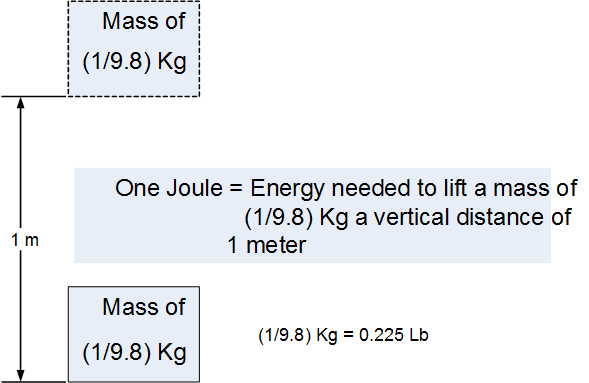 Mass of
(1/9.8) Kg
One Joule = Energy needed to lift a mass of
(1/9.8) Kg a vertical distance of
1 meter
1 m
Mass of
(1/9.8) Kg
(1/9.8) Kg = 0.225 Lb